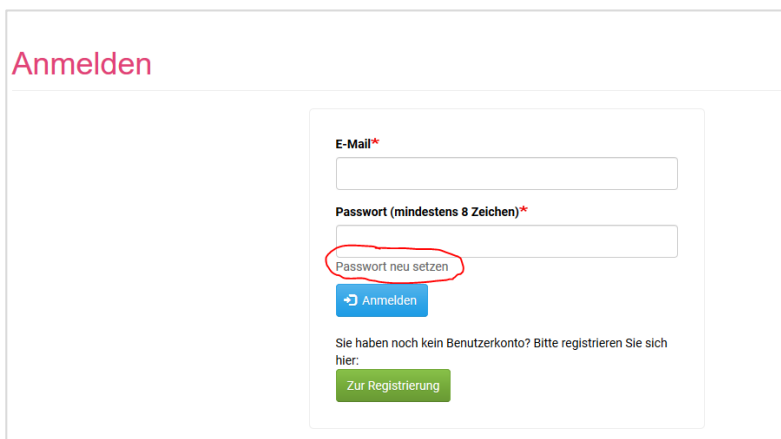 Anmelden
E-Mail*
Passwort (mindestens 8 Zeichen)*
Passwort neu setzen
Anmelden
Sie haben noch kein Benutzerkonto? Bitte registrieren Sie sich
hier:
Zur Registrierung